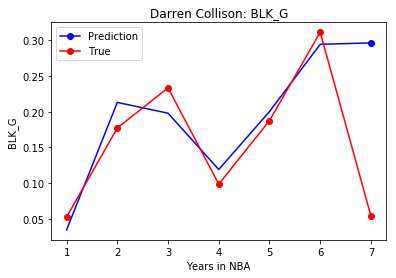 Darren Collison: BLK_G
Prediction
True
0.30
0.25
0.20
0.15
0.10
0.05
BLK_G
1 2 3 4 5 6 7
Years in NBA